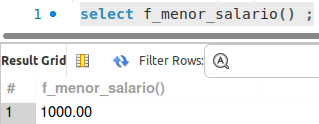 1 select f_menor_salario() ;
Result Grid Filter Rows:
# f_menor_salario()
1 1000.00